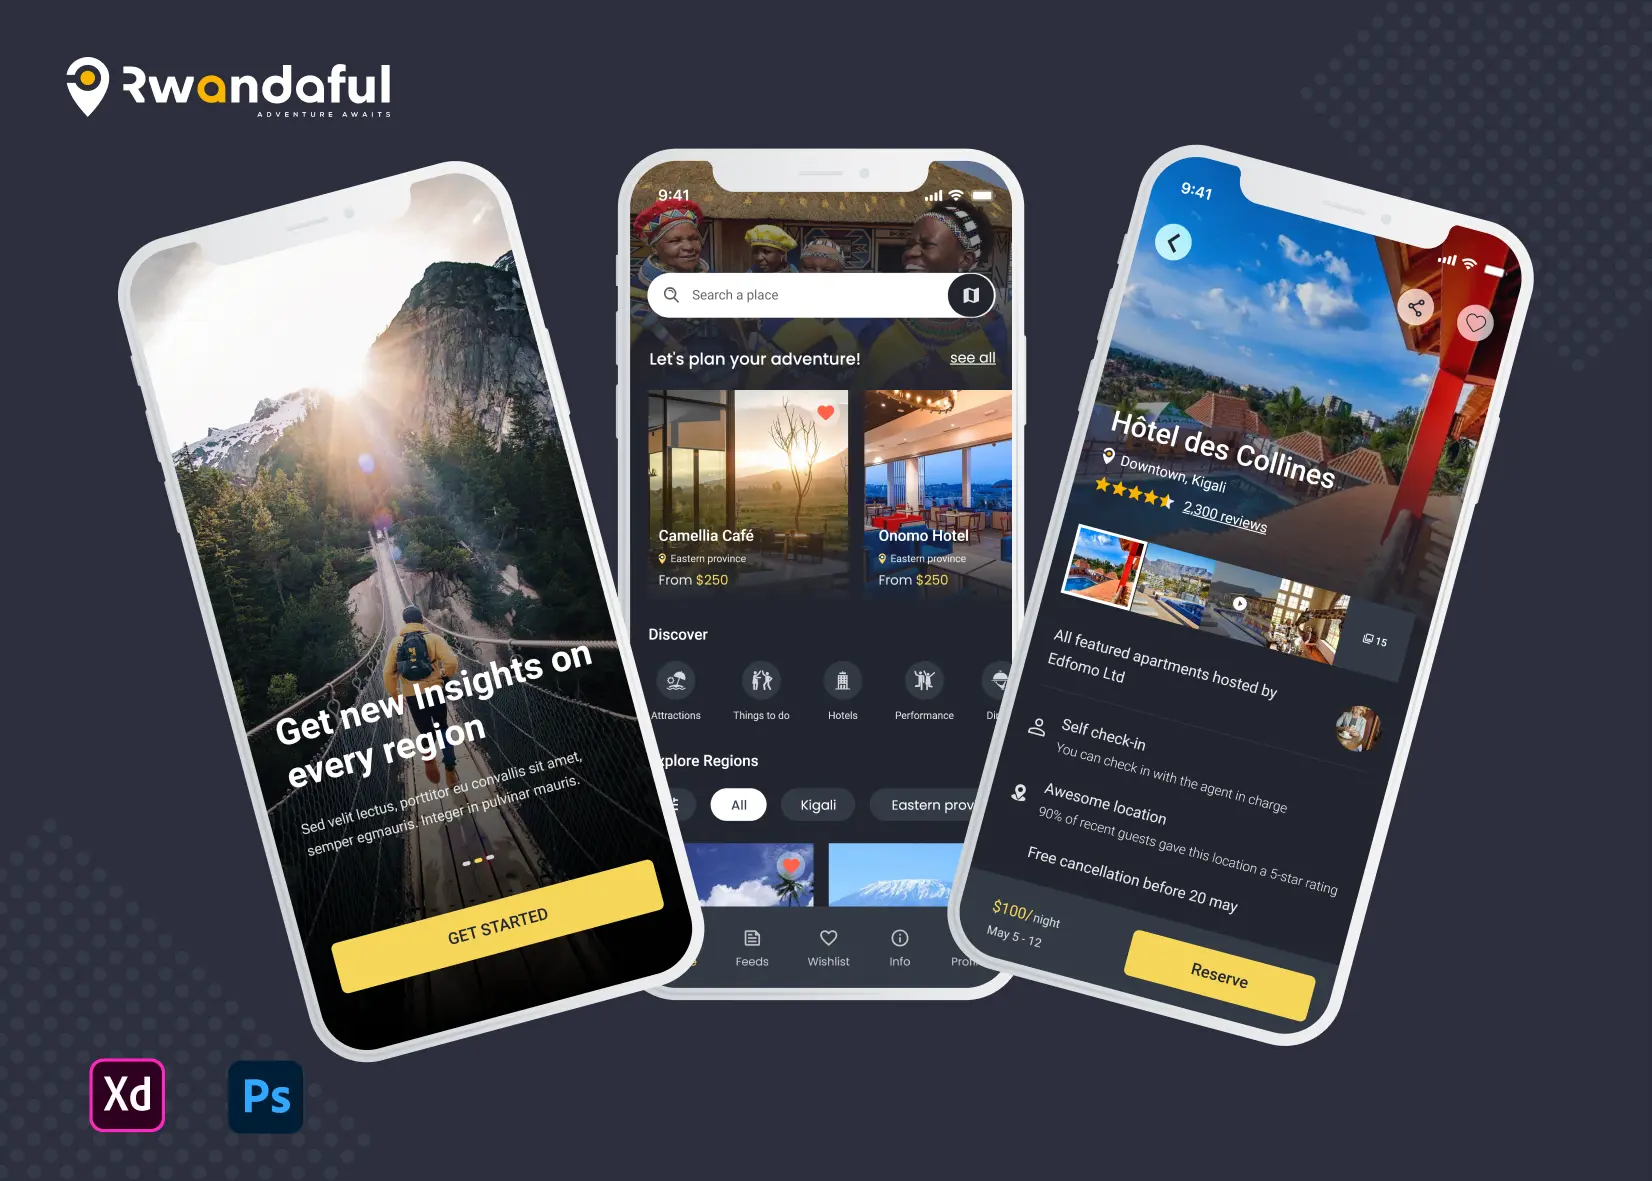 Rwandaful
ADVENTURE AWAITS
Get new Insights on
every region
Sed velit lectus, porttitor eu convallis sit amet,
semper egmauris. Integer in pulvinar mauris.
GET STARTED
9:41
Search a place
Let's plan your adventure!
see all
Camellia Café
Eastern province
From $250
Onomo Hotel
Eastern province
From $250
Discover
Attractions
Things to do
Hotels
Performance
Di
xplore Regions
All
Kigali
Eastern prov
Feeds
Wishlist
Info
Prof
9:41
Hôtel des Collines
Downtown, Kigali
2,300 reviews
15
All featured apartments hosted by
Edfomo Ltd
Self check-in
You can check in with the agent in charge
Awesome location
90% of recent guests gave this location a 5-star rating
Free cancellation before 20 may
$100/night
May 5 - 12
Reserve
Xd
Ps